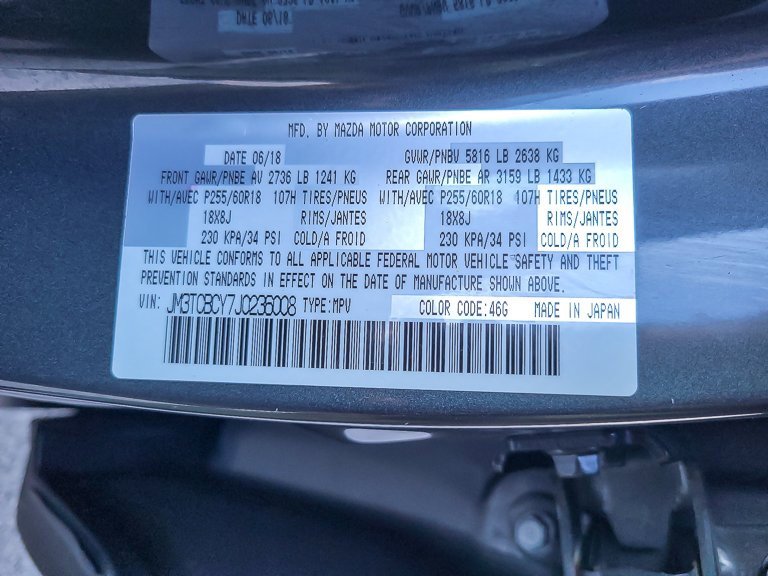 MFD. BY MAZDA MOTOR CORPORATION
DATE 06/18 GVWR/PNBV 5816 LB 2638 KG
FRONT GAWR/PNBE AV 2736 LB 1241 KG REAR GAWR/PNBE AR 3159 LB 1433 KG
WITH/AVEC P255/60R18 107H TIRES/PNEUS WITH/AVEC P255/60R18 107H TIRES/PNEUS
18X8J RIMS/JANTES 18X8J RIMS/JANTES
230 KPA/34 PSI COLD/A FROID 230 KPA/34 PSI COLD/A FROID
THIS VEHICLE CONFORMS TO ALL APPLICABLE FEDERAL MOTOR VEHICLE SAFETY AND THEFT
PREVENTION STANDARDS IN EFFECT ON THE DATE OF MANUFACTURE SHOWN ABOVE.
VIN: JM3TCBCY7J0236008 TYPE:MPV COLOR CODE:46G MADE IN JAPAN